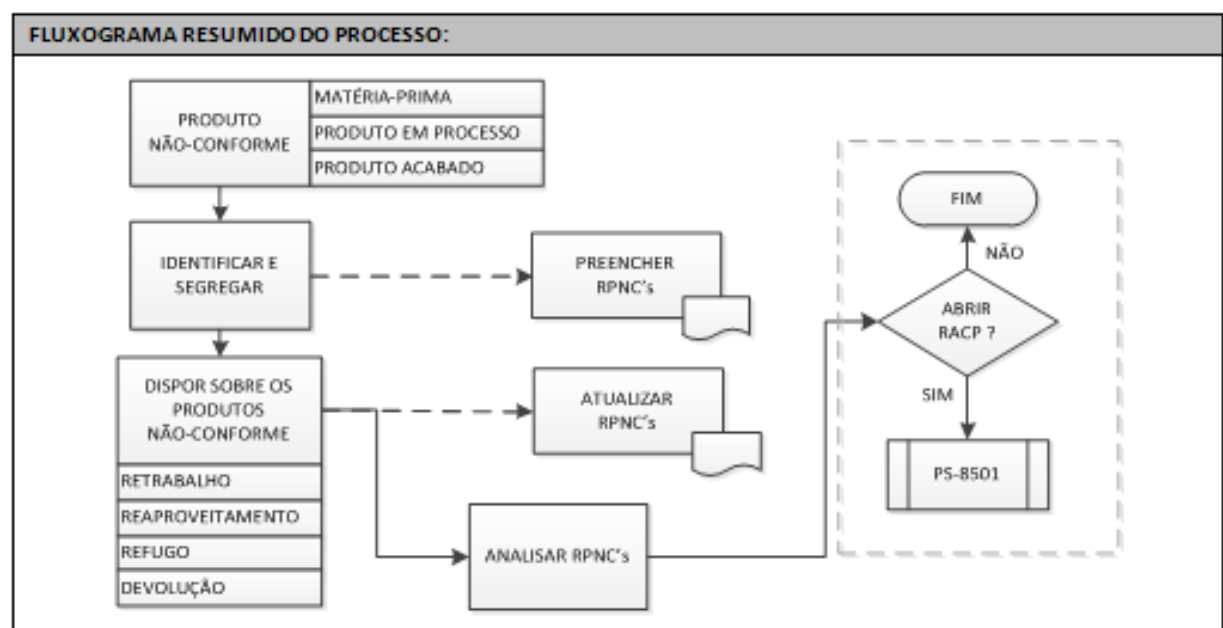 FLUXOGRAMA RESUMIDO DO PROCESSO:
PRODUTO
NÃO-CONFORME
MATÉRIA-PRIMA
PRODUTO EM PROCESSO
PRODUTO ACABADO
IDENTIFICAR E
SEGREGAR
PREENCHER
RPNC's
DISPOR SOBRE OS
PRODUTOS
NÃO-CONFORME
RETRABALHO
REAPROVEITAMENTO
REFUGO
DEVOLUÇÃO
ATUALIZAR
RPNC's
ANALISAR RPNC's
FIM
NÃO
ABRIR
RACP ?
SIM
PS-8501